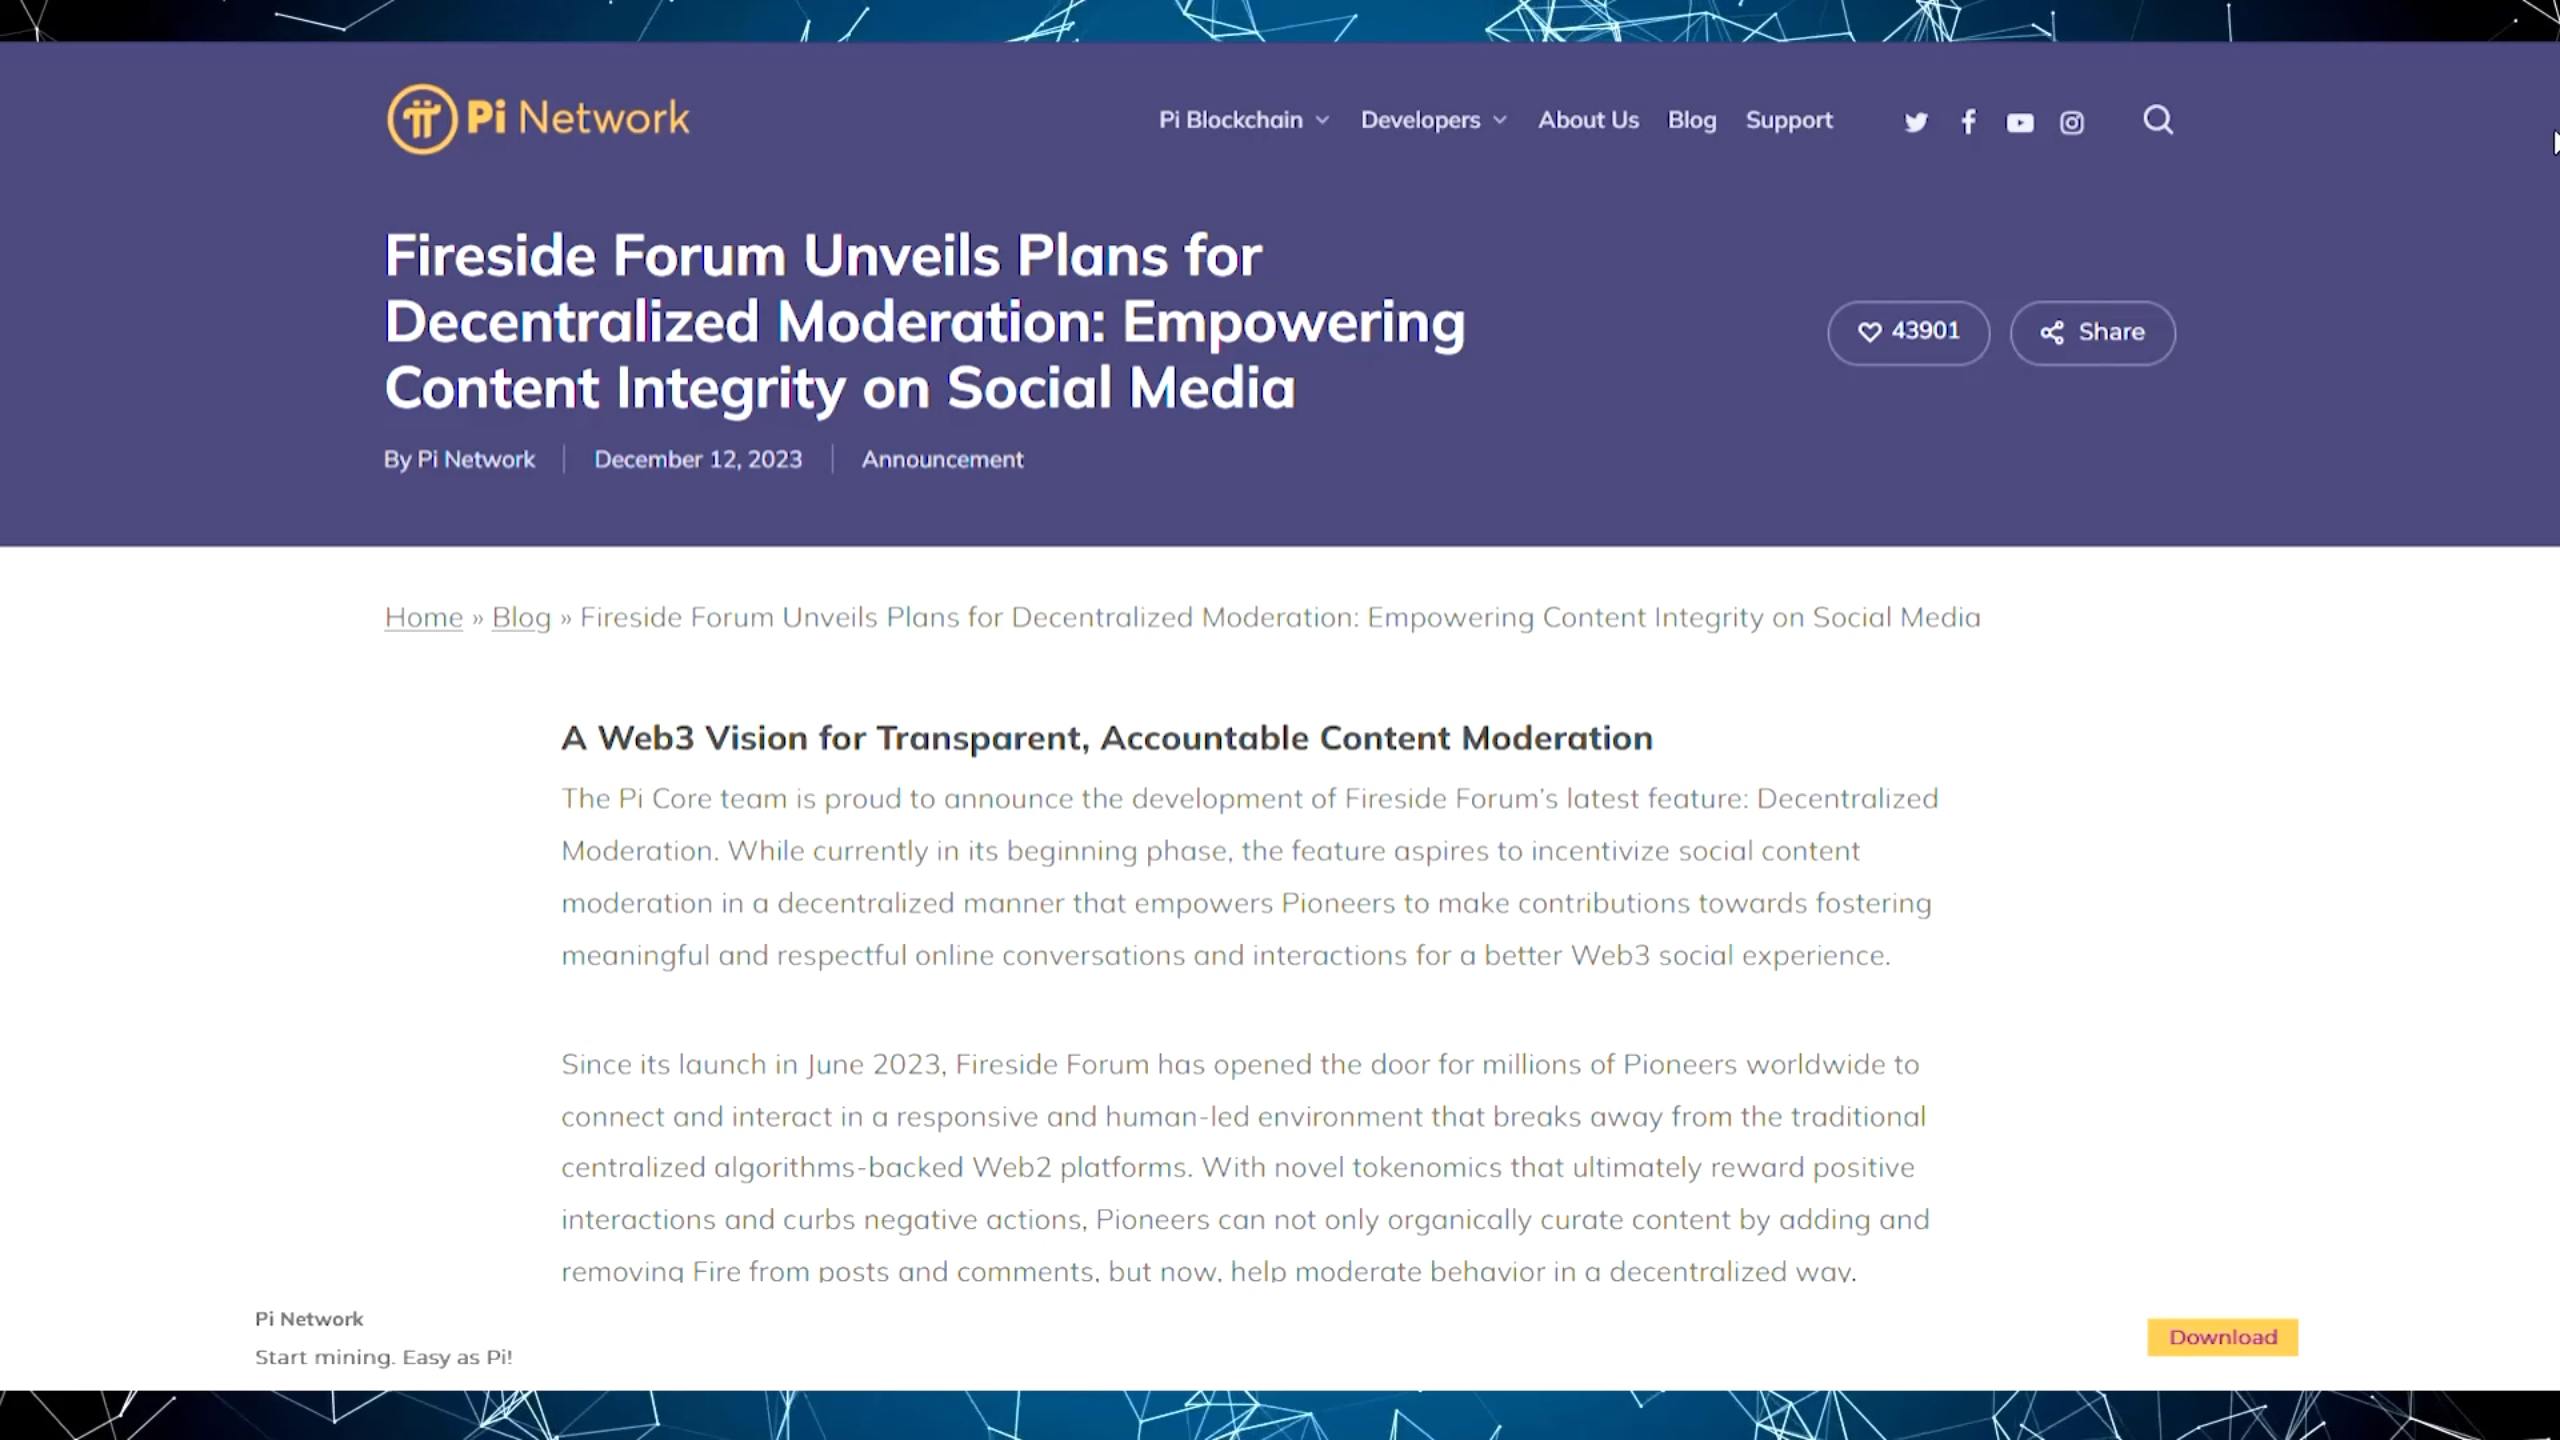 Pi Network
Pi Blockchain Developers About Us Blog Support
Fireside Forum Unveils Plans for
Decentralized Moderation: Empowering
Content Integrity on Social Media
43901 Share
By Pi Network December 12, 2023 Announcement
Home » Blog » Fireside Forum Unveils Plans for Decentralized Moderation: Empowering Content Integrity on Social Media
A Web3 Vision for Transparent, Accountable Content Moderation
The Pi Core team is proud to announce the development of Fireside Forum’s latest feature: Decentralized
Moderation. While currently in its beginning phase, the feature aspires to incentivize social content
moderation in a decentralized manner that empowers Pioneers to make contributions towards fostering
meaningful and respectful online conversations and interactions for a better Web3 social experience.
Since its launch in June 2023, Fireside Forum has opened the door for millions of Pioneers worldwide to
connect and interact in a responsive and human-led environment that breaks away from the traditional
centralized algorithms-backed Web2 platforms. With novel tokenomics that ultimately reward positive
interactions and curbs negative actions, Pioneers can not only organically curate content by adding and
removing Fire from posts and comments, but now, help moderate behavior in a decentralized way.
Pi Network
Start mining. Easy as Pi!
Download